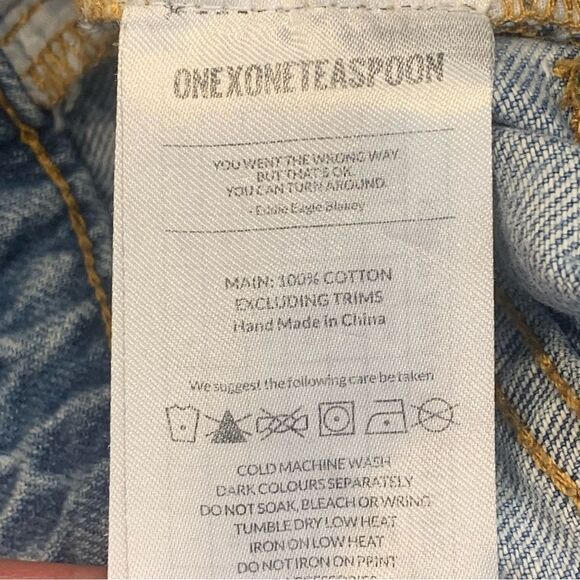 ONEXONETEASPOON
YOU WENT THE WRONG WAY
BUT THAT'S OK.
YOU CAN TURN AROUND.
- Eddie Eagle Blakey
MAIN: 100% COTTON
EXCLUDING TRIMS
Hand Made in China
We suggest the following care be taken
COLD MACHINE WASH
DARK COLOURS SEPARATELY
DO NOT SOAK, BLEACH OR WRING
TUMBLE DRY LOW HEAT
IRON ON LOW HEAT
DO NOT IRON ON PRINT